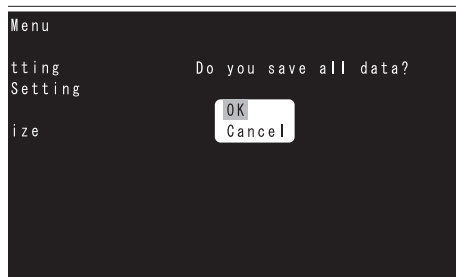 Menu
tting
Do you save all data?
Setting
OK
ize
Cancel